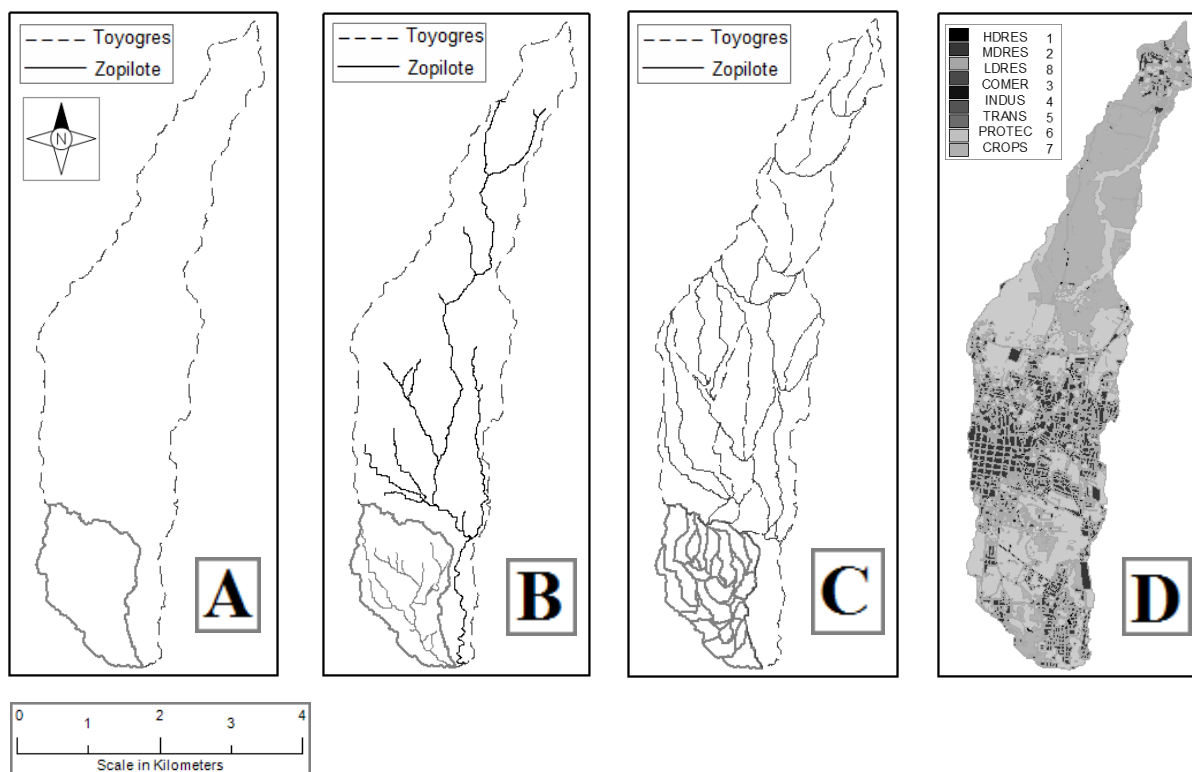 Toyogres
Zopilote
N
A
Toyogres
Zopilote
B
Toyogres
Zopilote
C
HDRES 1
MDRES 2
LDRES 8
COMER 3
INDUS 4
TRANS 5
PROTEC 6
CROPS 7
D
0 1 2 3 4
Scale in Kilometers